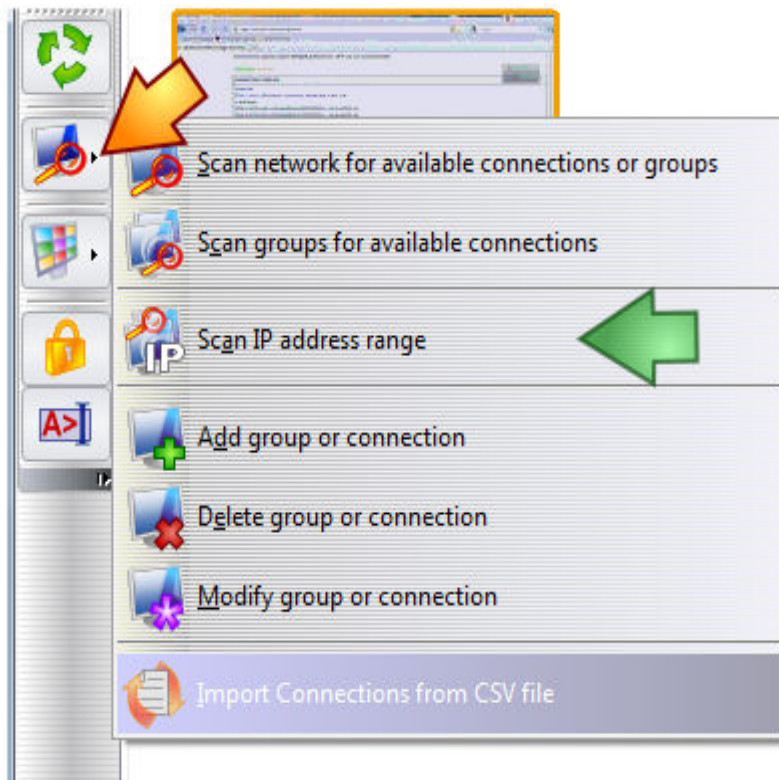 Scan network for available connections or groups
Scan groups for available connections
IP
Scan IP address range
A>
Add group or connection
Delete group or connection
Modify group or connection
Import Connections from CSV file